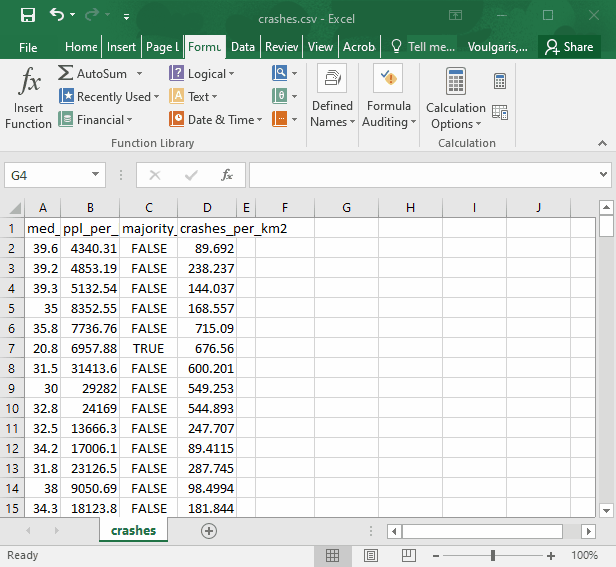 crashes.csv - Excel
File Home Insert Page L Formu Data Reviev View Acrob Tell me... Voulgaris,... Share
fx Σ AutoSum ? Logical
Recently Used A Text θ
Insert Function Financial Date & Time
Defined Names
Formula Auditing
Calculation Options
Function Library Calculation
G4 fx
A B C D E F G H I J
1 med_ ppl_per_ majority_ crashes_per_km2
2 39.6 4340.31 FALSE 89.692
3 39.2 4853.19 FALSE 238.237
4 39.3 5132.54 FALSE 144.037
5 35 8352.55 FALSE 168.557
6 35.8 7736.76 FALSE 715.09
7 20.8 6957.88 TRUE 676.56
8 31.5 31413.6 FALSE 600.201
9 30 29282 FALSE 549.253
10 32.8 24169 FALSE 544.893
11 32.5 13666.3 FALSE 247.707
12 34.2 17006.1 FALSE 89.4115
13 31.8 23126.5 FALSE 287.745
14 38 9050.69 FALSE 98.4994
15 34.3 18123.8 FALSE 181.844
crashes
Ready 100%